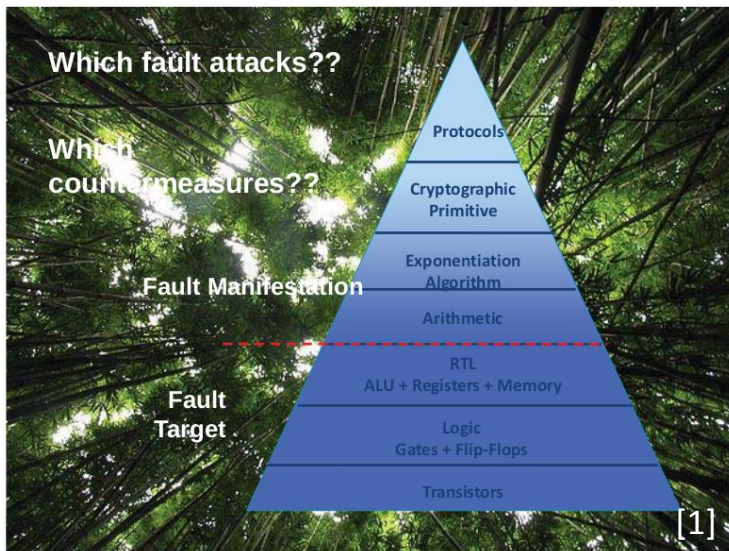 Which fault attacks??
Which
countermeasures??
Protocols
Cryptographic
Primitive
Exponentiation
Algorithm
Fault Manifestation
Arithmetic
RTL
ALU + Registers + Memory
Fault
Target
Logic
Gates + Flip-Flops
Transistors
[1]